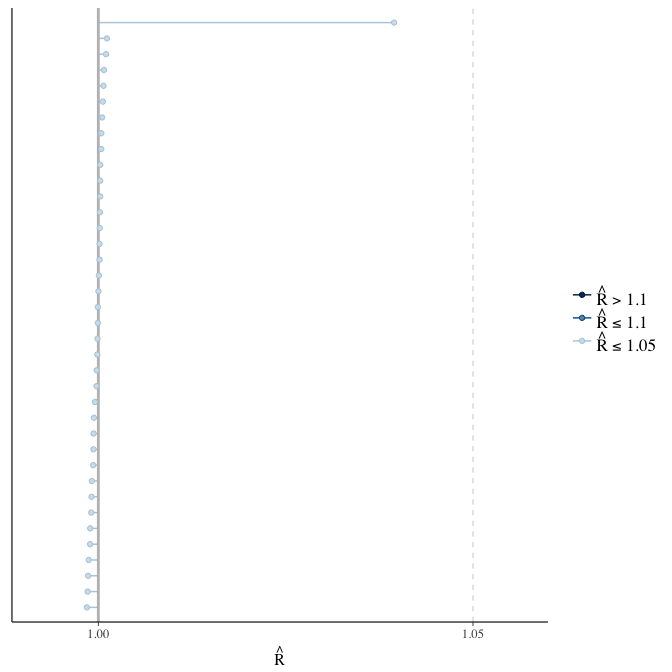 R̂ > 1.1
R̂ ≤ 1.1
R̂ ≤ 1.05
1.00 1.05
R̂